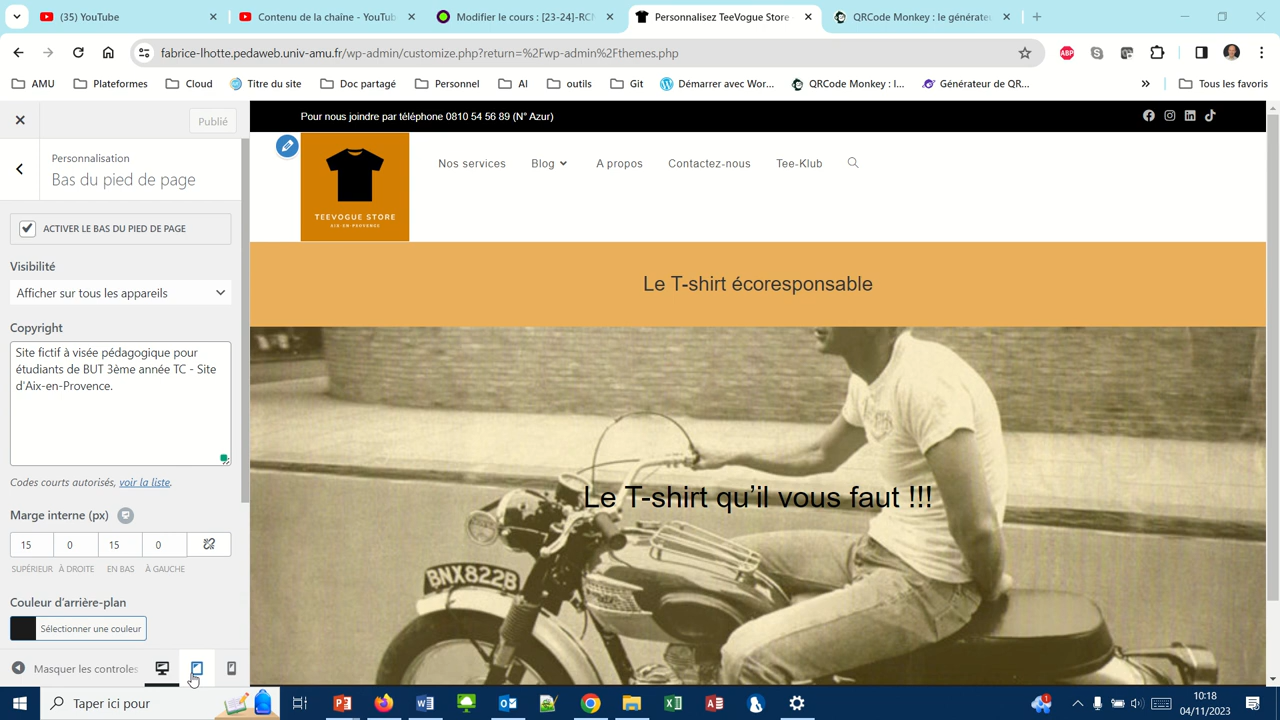 (35) YouTube
Contenu de la chaîne - YouTub
Modifier le cours : [23-24]-RCM
Personnalisez TeeVogue Store -
QRCode Monkey : le générateu
fabrice-lhotte.pedaweb.univ-amu.fr/wp-admin/customize.php?return=%2Fwp-admin%2Fthemes.php
ABP
AMU
Plateformes
Cloud
Titre du site
Doc partagé
Personnel
AI
outils
Git
Démarrer avec Wor...
QRCode Monkey : l...
Générateur de QR...
Tous les favoris
Publié
Personnalisation
Bas du pied de page
ACTIVER LE BAS DU PIED DE PAGE
Visibilité
Afficher sur tous les appareils
Copyright
Site fictif à visée pédagogique pour
étudiants de BUT 3ème année TC - Site
d'Aix-en-Provence.
Codes courts autorisés, voir la liste.
Marge interne (px)
15 0 15 0
SUPÉRIEUR À DROITE EN BAS À GAUCHE
Couleur d'arrière-plan
Sélectionner une couleur
Masquer les controles
Pour nous joindre par téléphone 0810 54 56 89 (N° Azur)
TEEVOGUE STORE
AIX-EN-PROVENCE
Nos services
Blog
A propos
Contactez-nous
Tee-Klub
Le T-shirt écoresponsable
Le T-shirt qu'il vous faut !!!
BNX822B
Taper ici pour
10:18
04/11/2023